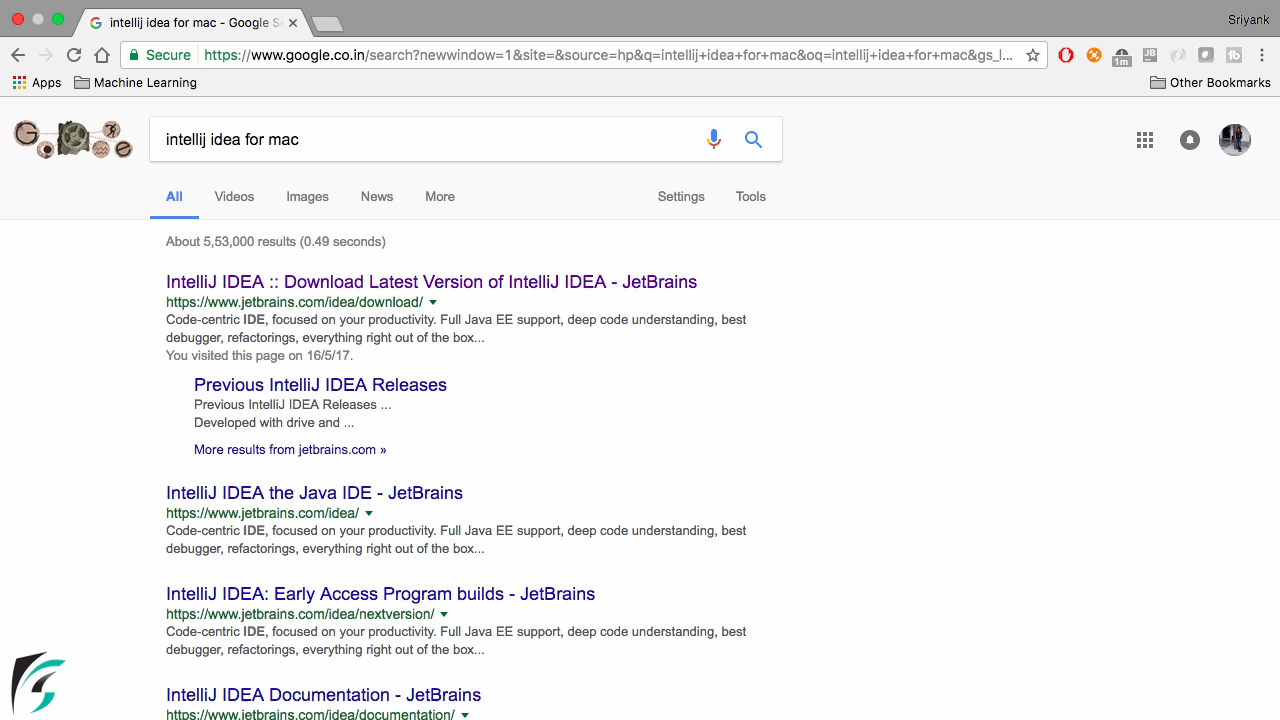 intellij idea for mac - Google S
Sriyank
Secure https://www.google.co.in/search?newwindow=1&site=&source=hp&q=intellij+idea+for+mac&oq=intellij+idea+for+mac&gs_l...
1m
JB
tb
Apps Machine Learning Other Bookmarks
intellij idea for mac
All Videos Images News More Settings Tools
About 5,53,000 results (0.49 seconds)
IntelliJ IDEA :: Download Latest Version of IntelliJ IDEA - JetBrains
https://www.jetbrains.com/idea/download/
Code-centric IDE, focused on your productivity. Full Java EE support, deep code understanding, best
debugger, refactorings, everything right out of the box...
You visited this page on 16/5/17.
Previous IntelliJ IDEA Releases
Previous IntelliJ IDEA Releases ...
Developed with drive and ...
More results from jetbrains.com »
IntelliJ IDEA the Java IDE - JetBrains
https://www.jetbrains.com/idea/
Code-centric IDE, focused on your productivity. Full Java EE support, deep code understanding, best
debugger, refactorings, everything right out of the box...
IntelliJ IDEA: Early Access Program builds - JetBrains
https://www.jetbrains.com/idea/nextversion/
Code-centric IDE, focused on your productivity. Full Java EE support, deep code understanding, best
debugger, refactorings, everything right out of the box...
IntelliJ IDEA Documentation - JetBrains
https://www.jetbrains.com/idea/documentation/